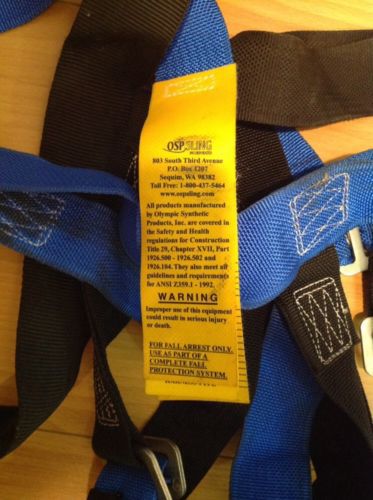 OSP SLING
INCORPORATED
803 South Third Avenue
P.O. Box 1207
Sequim, WA 98382
Toll Free: 1-800-437-5464
www.ospsling.com
All products manufactured
by Olympic Synthetic
Products, Inc. are covered in
the Safety and Health
regulations for Construction
Title 29, Chapter XVII, Part
1926.500 - 1926.502 and
1926.104. They also meet all
guidelines and requirements
for ANSI Z359.1 - 1992.
WARNING
Improper use of this equipment
could result in serious injury
or death.
FOR FALL ARREST ONLY.
USE AS PART OF A
COMPLETE FALL
PROTECTION SYSTEM.